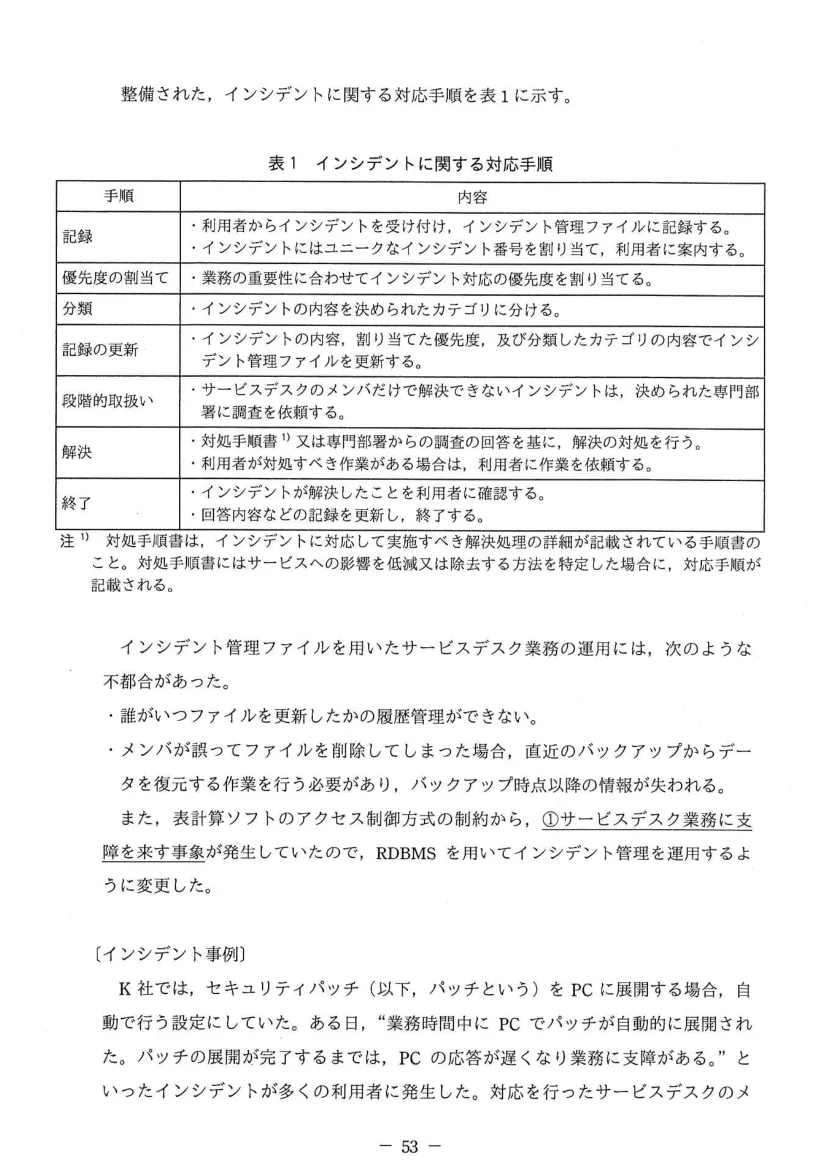 整備された，インシデントに関する対応手順を表1に示す。
表1　インシデントに関する対応手順
手順　内容
記録
・利用者からインシデントを受け付け，インシデント管理ファイルに記録する。
・インシデントにはユニークなインシデント番号を割り当て，利用者に案内する。
優先度の割当て　・業務の重要性に合わせてインシデント対応の優先度を割り当てる。
分類　・インシデントの内容を決められたカテゴリに分ける。
記録の更新
・インシデントの内容，割り当てた優先度，及び分類したカテゴリの内容でインシ
デント管理ファイルを更新する。
段階的取扱い
・サービスデスクのメンバだけで解決できないインシデントは，決められた専門部
署に調査を依頼する。
解決
・対処手順書1) 又は専門部署からの調査の回答を基に，解決の対処を行う。
・利用者が対処すべき作業がある場合は，利用者に作業を依頼する。
終了
・インシデントが解決したことを利用者に確認する。
・回答内容などの記録を更新し，終了する。
注1)　対処手順書は，インシデントに対応して実施すべき解決処理の詳細が記載されている手順書の
こと。対処手順書にはサービスへの影響を低減又は除去する方法を特定した場合に，対応手順が
記載される。
インシデント管理ファイルを用いたサービスデスク業務の運用には，次のような
不都合があった。
・誰がいつファイルを更新したかの履歴管理ができない。
・メンバが誤ってファイルを削除してしまった場合，直近のバックアップからデー
タを復元する作業を行う必要があり，バックアップ時点以降の情報が失われる。
また，表計算ソフトのアクセス制御方式の制約から，①サービスデスク業務に支
障を来す事象が発生していたので，RDBMS を用いてインシデント管理を運用するよ
うに変更した。
〔インシデント事例〕
K 社では，セキュリティパッチ（以下，パッチという）を PC に展開する場合，自
動で行う設定にしていた。ある日，“業務時間中に PC でパッチが自動的に展開され
た。パッチの展開が完了するまでは，PC の応答が遅くなり業務に支障がある。”と
いったインシデントが多くの利用者に発生した。対応を行ったサービスデスクのメ
－ 53 －